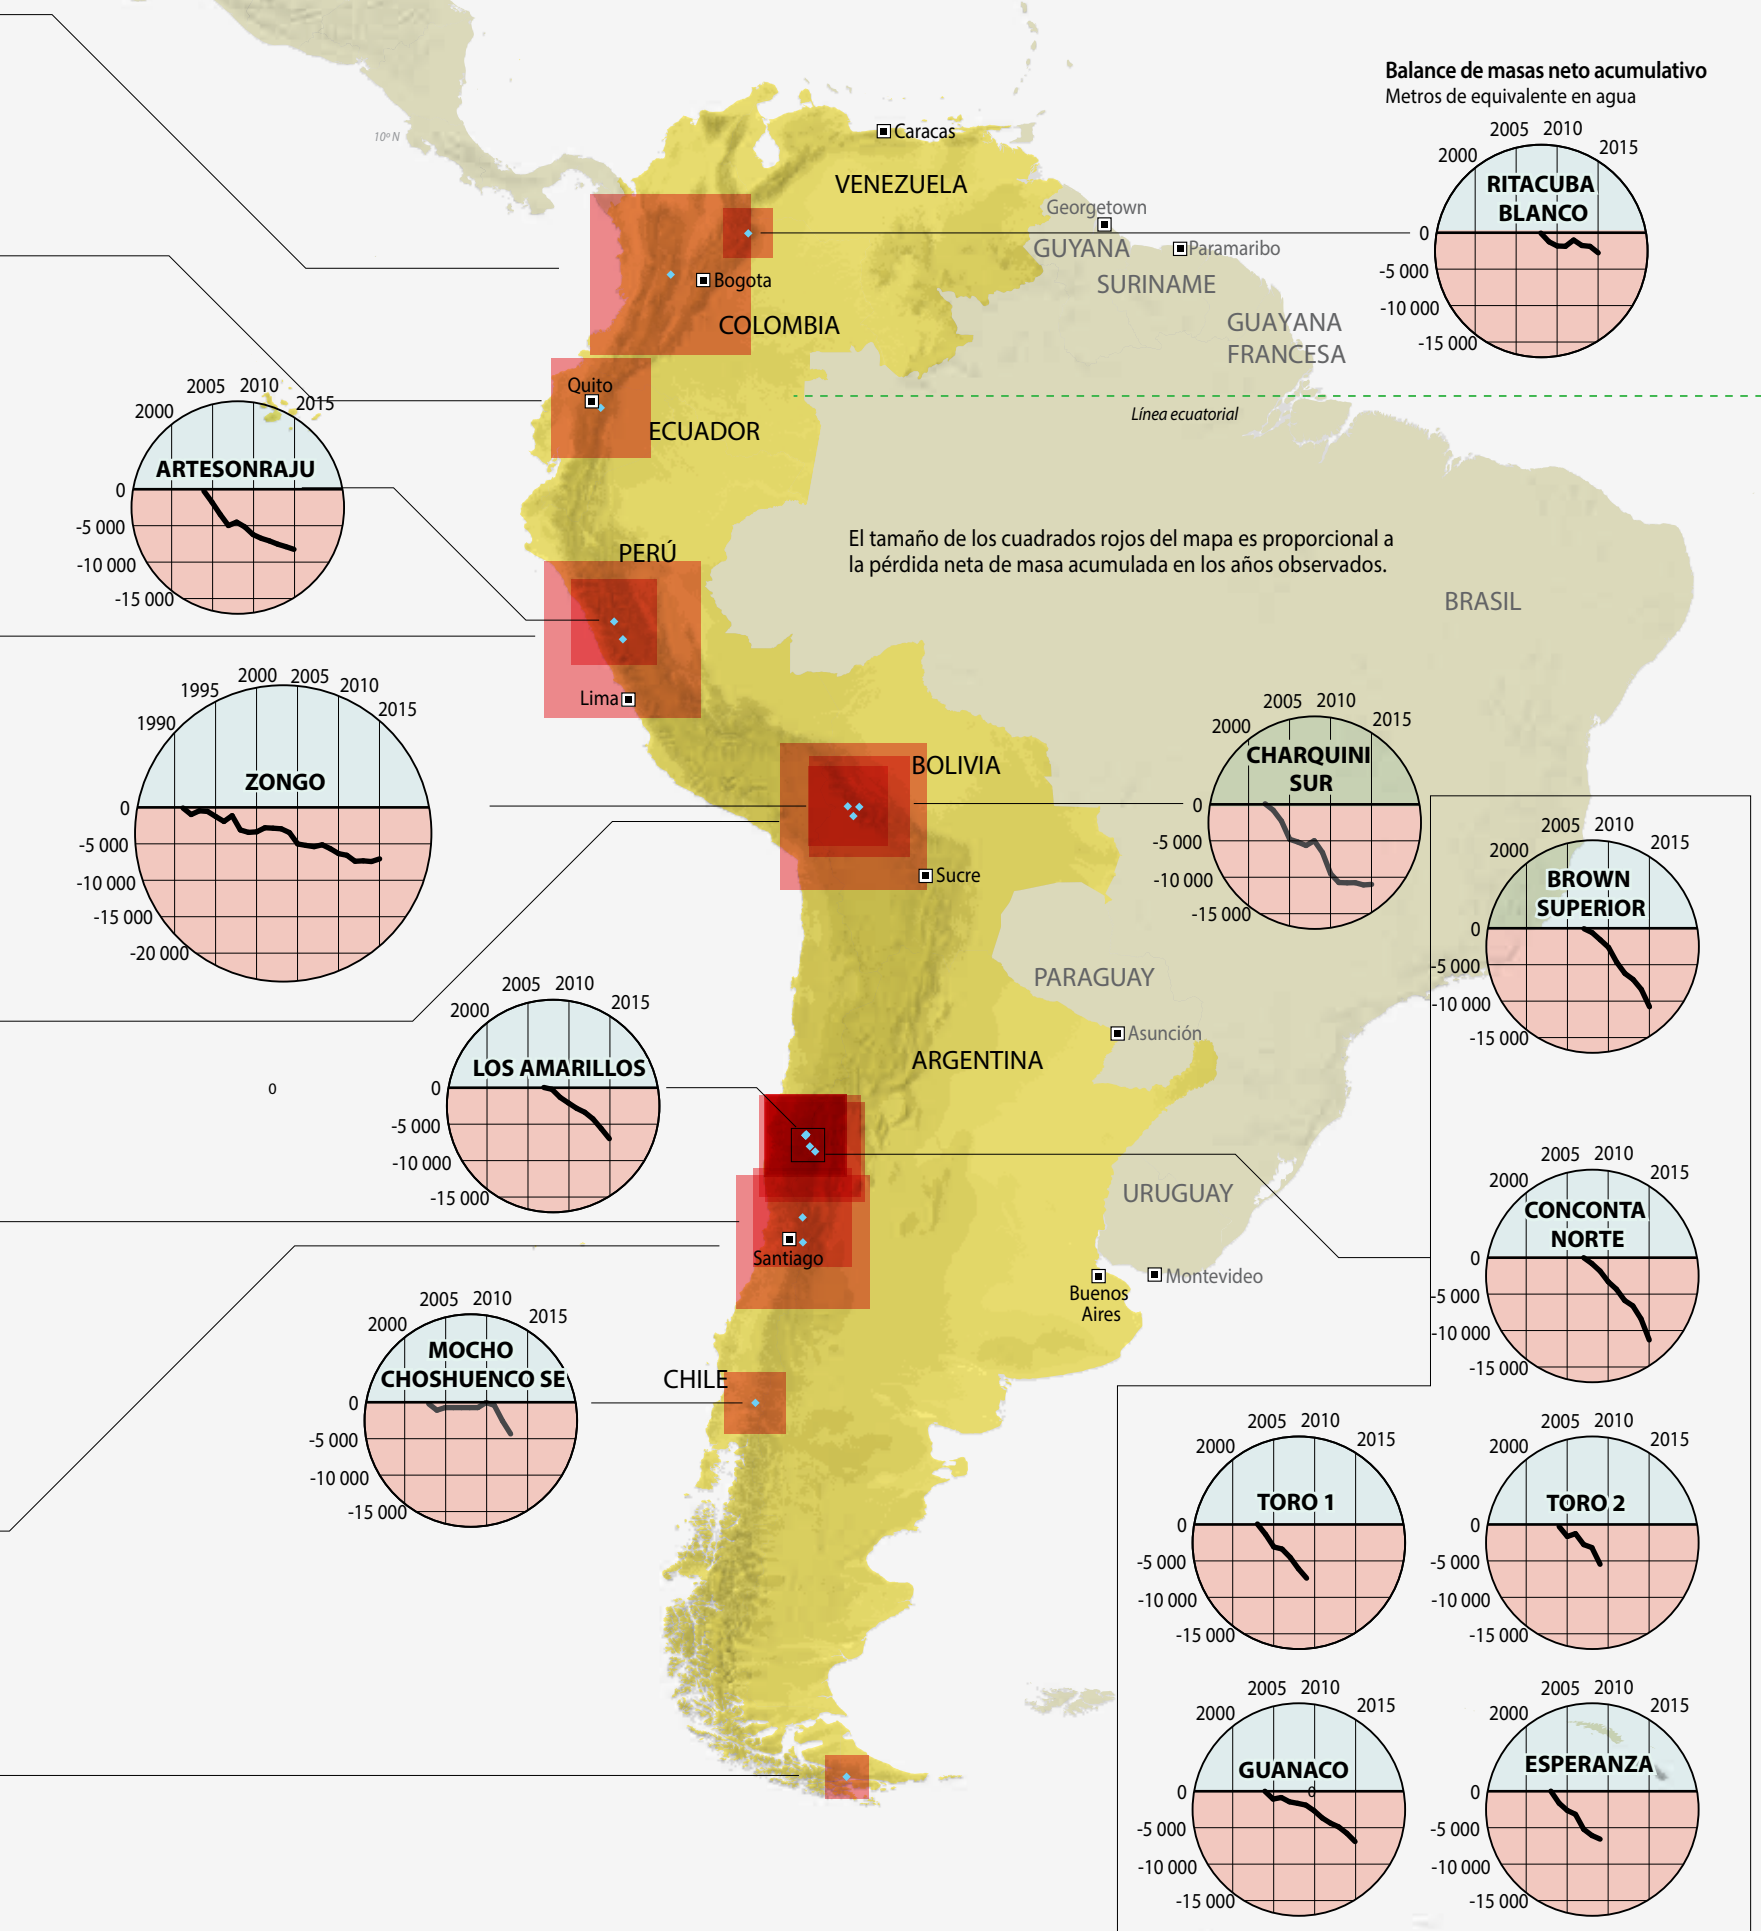 Balance de masas neto acumulativo
Metros de equivalente en agua
2000 2005 2010 2015
RITACUBA
BLANCO
0
-5 000
-10 000
-15 000
10º N
Caracas
VENEZUELA
Georgetown
GUYANA
Paramaribo
SURINAME
GUAYANA
FRANCESA
Bogota
COLOMBIA
Quito
ECUADOR
Línea ecuatorial
2000 2005 2010 2015
ARTESONRAJU
0
-5 000
-10 000
-15 000
El tamaño de los cuadrados rojos del mapa es proporcional a
la pérdida neta de masa acumulada en los años observados.
PERÚ
BRASIL
Lima
1990 1995 2000 2005 2010 2015
ZONGO
0
-5 000
-10 000
-15 000
-20 000
BOLIVIA
Sucre
2000 2005 2010 2015
CHARQUINI
SUR
0
-5 000
-10 000
-15 000
2000 2005 2010 2015
BROWN
SUPERIOR
0
-5 000
-10 000
-15 000
PARAGUAY
Asunción
ARGENTINA
2000 2005 2010 2015
LOS AMARILLOS
0
-5 000
-10 000
-15 000
0
URUGUAY
Montevideo
Buenos
Aires
Santiago
2000 2005 2010 2015
CONCONTA
NORTE
0
-5 000
-10 000
-15 000
CHILE
2000 2005 2010 2015
MOCHO
CHOSHUENCO SE
0
-5 000
-10 000
-15 000
2000 2005 2010 2015
TORO 1
0
-5 000
-10 000
-15 000
2000 2005 2010 2015
TORO 2
0
-5 000
-10 000
-15 000
2000 2005 2010 2015
GUANACO
0
0
-5 000
-10 000
-15 000
2000 2005 2010 2015
ESPERANZA
0
-5 000
-10 000
-15 000